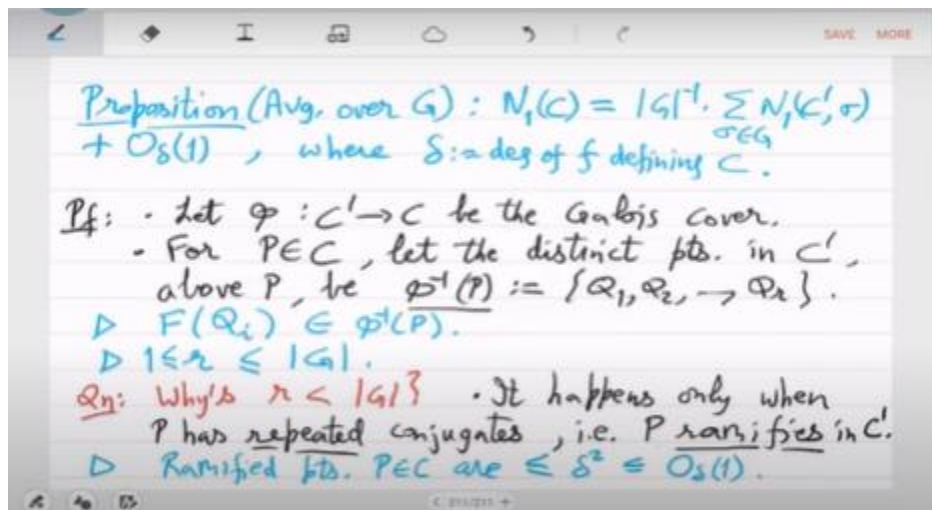 SAVE MORE
Proposition (Avg. over G) : N₁(C) = |G|⁻¹. Σ N₁(C', σ)
σ∈G
+ O_δ(1) , where δ := deg of f defining C.
Pf: · Let φ : C' → C be the Galois cover.
· For P∈C, let the distinct pts. in C',
above P, be φ⁻¹(P) := {Q₁, Q₂, →, Qr}.
▷ F(Qi) ∈ φ⁻¹(P).
▷ 1≤r ≤ |G|.
Qn: Why's r < |G|? · It happens only when
P has repeated conjugates, i.e. P ramifies in C'.
▷ Ramified pts. P∈C are ≤ δ² ≤ O_δ(1).